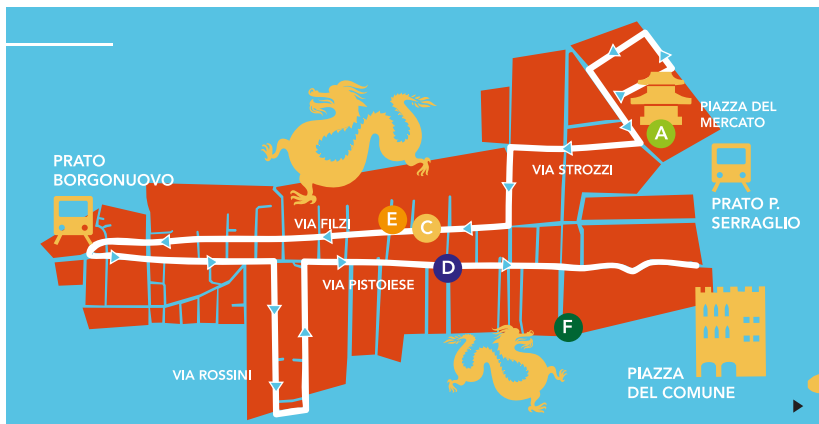 PIAZZA DEL
MERCATO
A
PRATO
BORGONUOVO
VIA STROZZI
PRATO P.
SERRAGLIO
VIA FILZI
E
C
D
VIA PISTOIESE
F
VIA ROSSINI
PIAZZA
DEL COMUNE